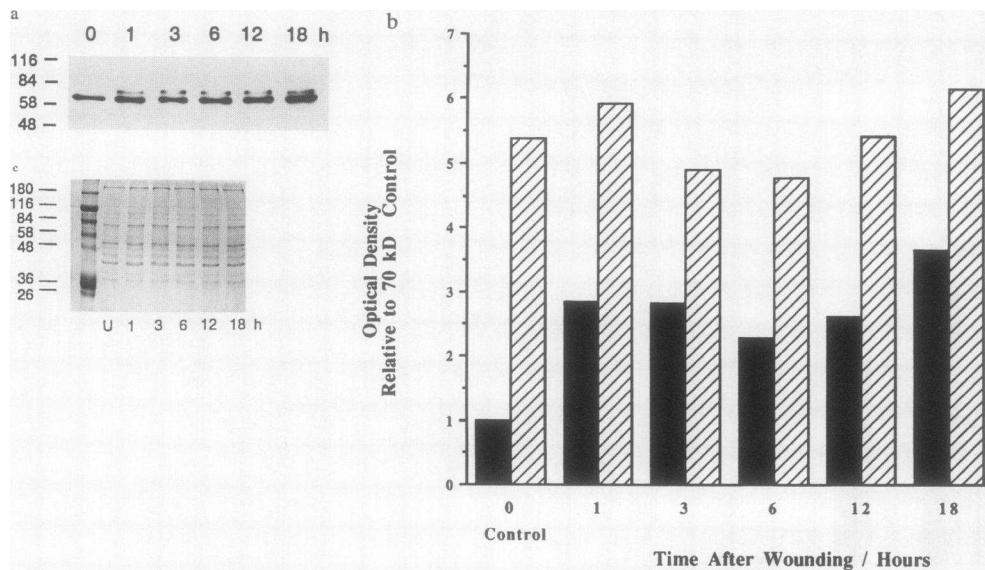 a
0 1 3 6 12 18 h
116
84
58
48
c
180
116
84
58
48
36
26
U 1 3 6 12 18 h
b
7
6
5
4
3
2
1
0
Optical Density
Relative to 70 kD Control
0 1 3 6 12 18
Control
Time After Wounding / Hours